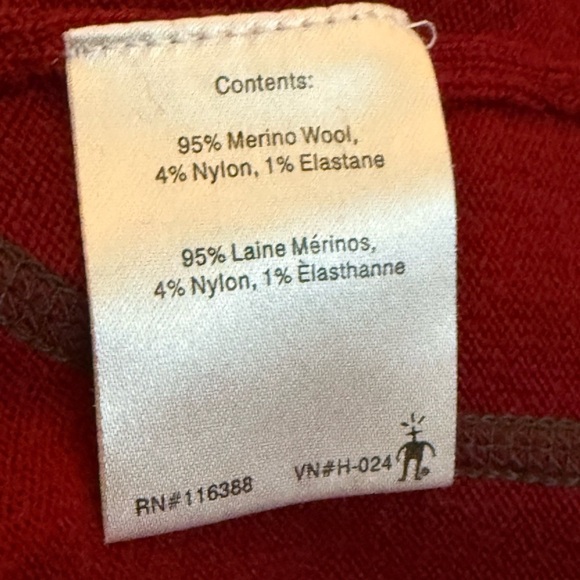 Contents:
95% Merino Wool,
4% Nylon, 1% Elastane
95% Laine Mérinos,
4% Nylon, 1% Èlasthanne
RN#116388 VN#H-024